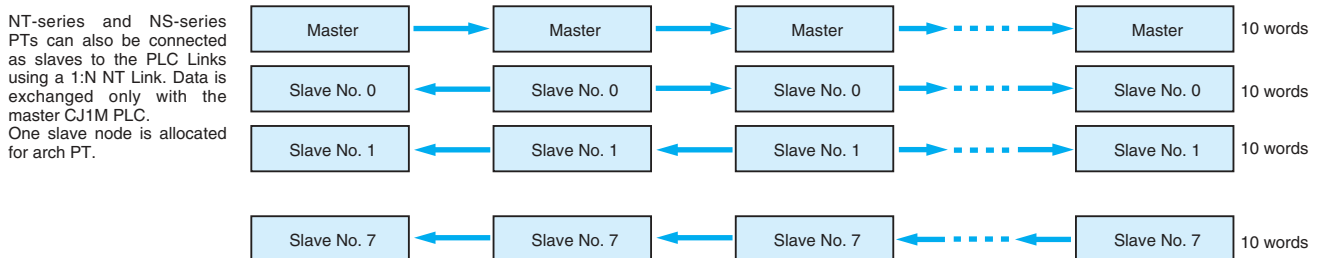 NT-series and NS-series
PTs can also be connected
as slaves to the PLC Links
using a 1:N NT Link. Data is
exchanged only with the
master CJ1M PLC.
One slave node is allocated
for arch PT.
Master Master Master Master 10 words
Slave No. 0 Slave No. 0 Slave No. 0 Slave No. 0 10 words
Slave No. 1 Slave No. 1 Slave No. 1 Slave No. 1 10 words
Slave No. 7 Slave No. 7 Slave No. 7 Slave No. 7 10 words